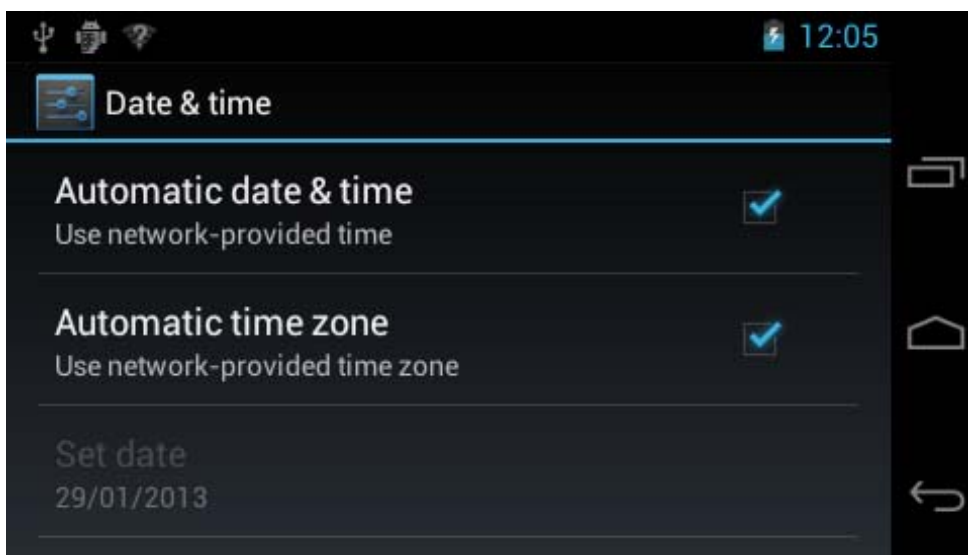 12:05
Date & time
Automatic date & time
Use network-provided time
Automatic time zone
Use network-provided time zone
Set date
29/01/2013